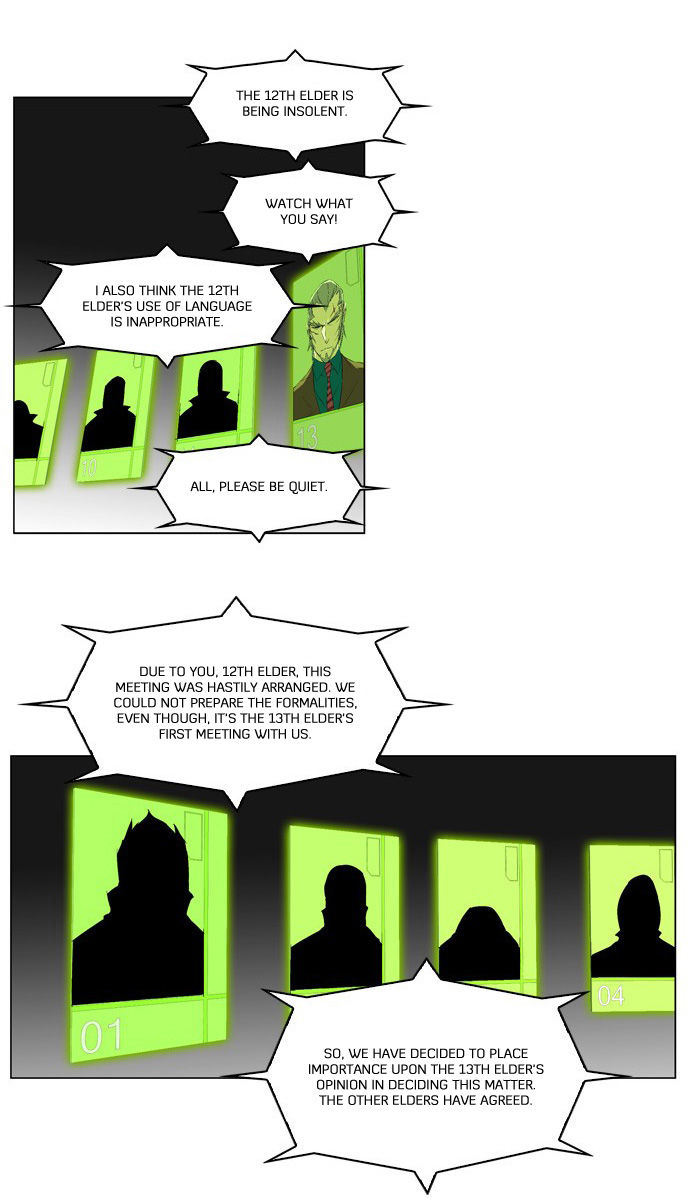 THE 12TH ELDER IS
BEING INSOLENT.
WATCH WHAT
YOU SAY!
I ALSO THINK THE 12TH
ELDER'S USE OF LANGUAGE
IS INAPPROPRIATE.
10
13
ALL, PLEASE BE QUIET.
DUE TO YOU, 12TH ELDER, THIS
MEETING WAS HASTILY ARRANGED. WE
COULD NOT PREPARE THE FORMALITIES,
EVEN THOUGH, IT'S THE 13TH ELDER'S
FIRST MEETING WITH US.
01
04
SO, WE HAVE DECIDED TO PLACE
IMPORTANCE UPON THE 13TH ELDER'S
OPINION IN DECIDING THIS MATTER.
THE OTHER ELDERS HAVE AGREED.